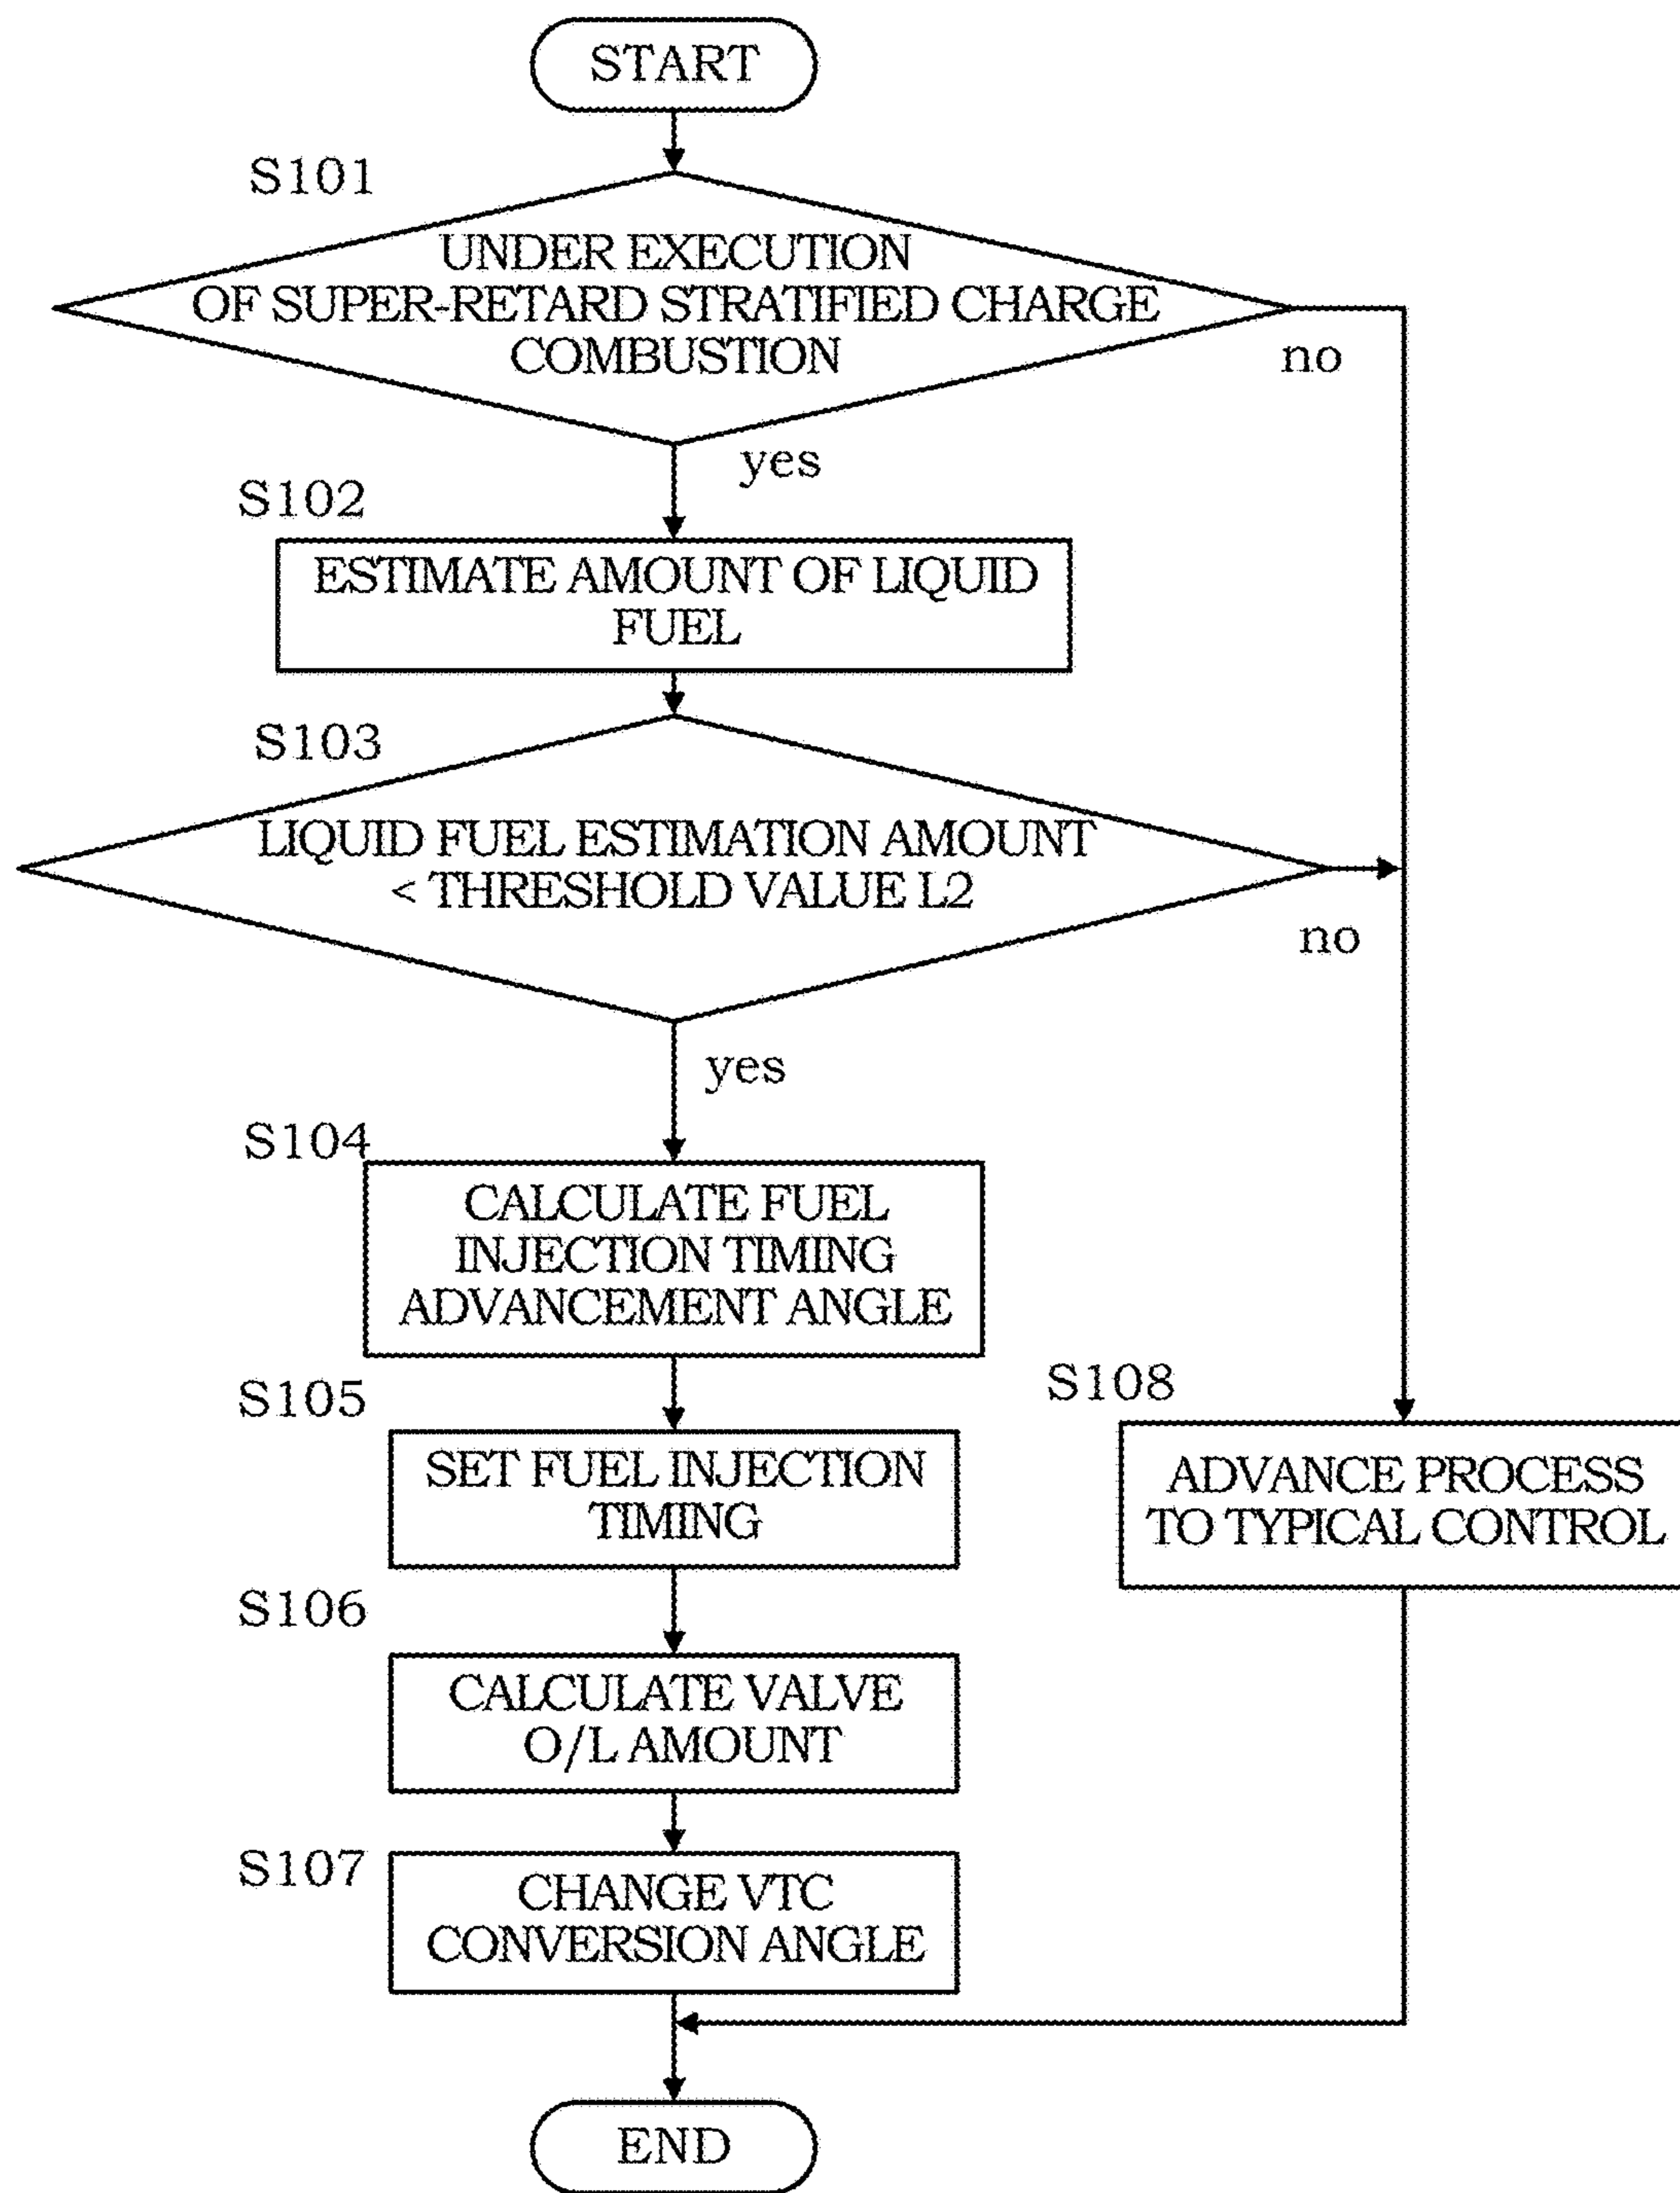 START
S101
UNDER EXECUTION
OF SUPER-RETARD STRATIFIED CHARGE
COMBUSTION
no
yes
S102
ESTIMATE AMOUNT OF LIQUID
FUEL
S103
LIQUID FUEL ESTIMATION AMOUNT
< THRESHOLD VALUE L2
no
yes
S104
CALCULATE FUEL
INJECTION TIMING
ADVANCEMENT ANGLE
S105
SET FUEL INJECTION
TIMING
S108
ADVANCE PROCESS
TO TYPICAL CONTROL
S106
CALCULATE VALVE
O/L AMOUNT
S107
CHANGE VTC
CONVERSION ANGLE
END